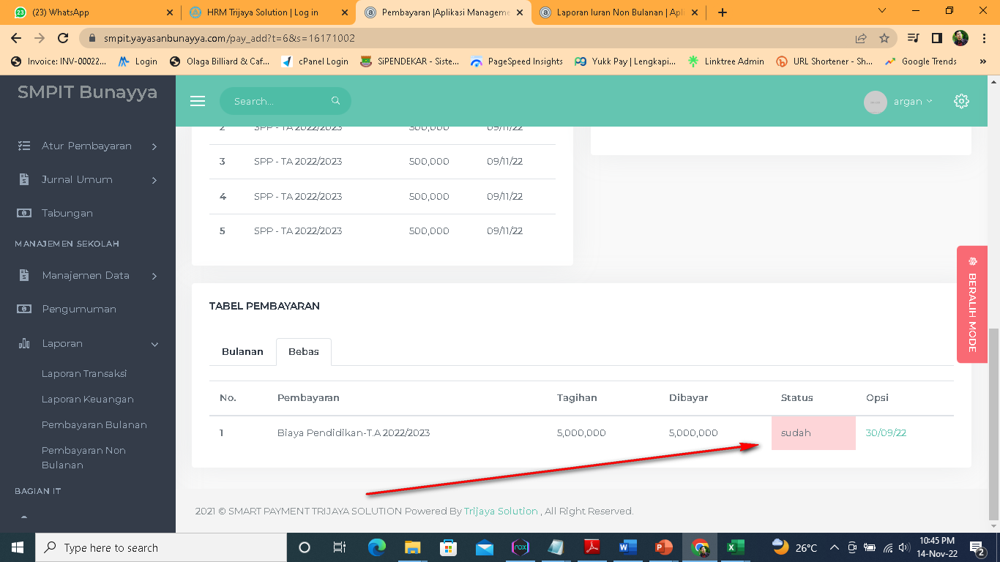 (23) WhatsApp
HRM Trijaya Solution | Log in
Pembayaran |Aplikasi Manageme
Laporan Iuran Non Bulanan | Apli
smpit.yayasanbunayya.com/pay_add?t=6&s=16171002
Invoice: INV-00022...
Login
Olaga Billiard & Caf...
cPanel Login
SiPENDEKAR - Siste...
PageSpeed Insights
Yukk Pay | Lengkapi...
Linktree Admin
URL Shortener - Sh...
Google Trends
SMPIT Bunayya
Search...
argan
Atur Pembayaran
Jurnal Umum
Tabungan
MANAJEMEN SEKOLAH
Manajemen Data
Pengumuman
Laporan
Laporan Transaksi
Laporan Keuangan
Pembayaran Bulanan
Pembayaran Non
Bulanan
BAGIAN IT
2 SPP - TA 2022/2023 500,000 09/11/22
3 SPP - TA 2022/2023 500,000 09/11/22
4 SPP - TA 2022/2023 500,000 09/11/22
5 SPP - TA 2022/2023 500,000 09/11/22
BERALIH MODE
TABEL PEMBAYARAN
Bulanan Bebas
No. Pembayaran Tagihan Dibayar Status Opsi
1 Biaya Pendidikan-T.A 2022/2023 5,000,000 5,000,000 sudah 30/09/22
2021 © SMART PAYMENT TRIJAYA SOLUTION Powered By Trijaya Solution , All Right Reserved.
Type here to search
26°C
10:45 PM
14-Nov-22
2